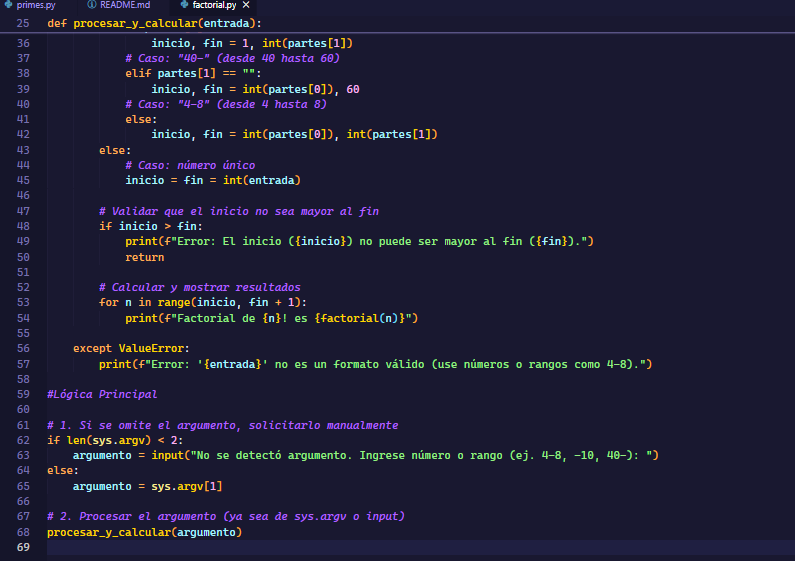 primes.py README.md factorial.py
25 def procesar_y_calcular(entrada):
36 inicio, fin = 1, int(partes[1])
37 # Caso: "40-" (desde 40 hasta 60)
38 elif partes[1] == "":
39 inicio, fin = int(partes[0]), 60
40 # Caso: "4-8" (desde 4 hasta 8)
41 else:
42 inicio, fin = int(partes[0]), int(partes[1])
43 else:
44 # Caso: número único
45 inicio = fin = int(entrada)
46
47 # Validar que el inicio no sea mayor al fin
48 if inicio > fin:
49 print(f"Error: El inicio ({inicio}) no puede ser mayor al fin ({fin}).")
50 return
51
52 # Calcular y mostrar resultados
53 for n in range(inicio, fin + 1):
54 print(f"Factorial de {n}! es {factorial(n)}")
55
56 except ValueError:
57 print(f"Error: '{entrada}' no es un formato válido (use números o rangos como 4-8).")
58
59 #Lógica Principal
60
61 # 1. Si se omite el argumento, solicitarlo manualmente
62 if len(sys.argv) < 2:
63 argumento = input("No se detectó argumento. Ingrese número o rango (ej. 4-8, -10, 40-): ")
64 else:
65 argumento = sys.argv[1]
66
67 # 2. Procesar el argumento (ya sea de sys.argv o input)
68 procesar_y_calcular(argumento)
69